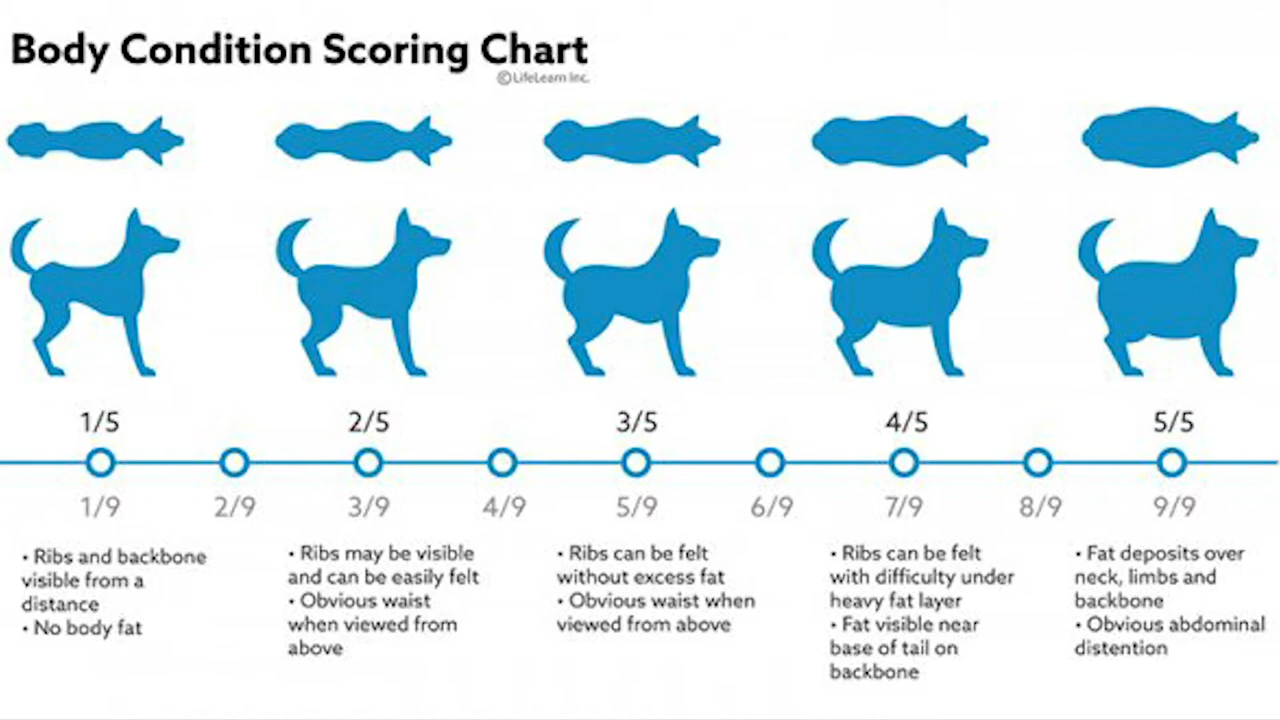 Body Condition Scoring Chart
©LifeLearn Inc.
1/5 2/5 3/5 4/5 5/5
1/9 2/9 3/9 4/9 5/9 6/9 7/9 8/9 9/9
• Ribs and backbone
visible from a
distance
• No body fat
• Ribs may be visible
and can be easily felt
• Obvious waist
when viewed from
above
• Ribs can be felt
without excess fat
• Obvious waist when
viewed from above
• Ribs can be felt
with difficulty under
heavy fat layer
• Fat visible near
base of tail on
backbone
• Fat deposits over
neck, limbs and
backbone
• Obvious abdominal
distention